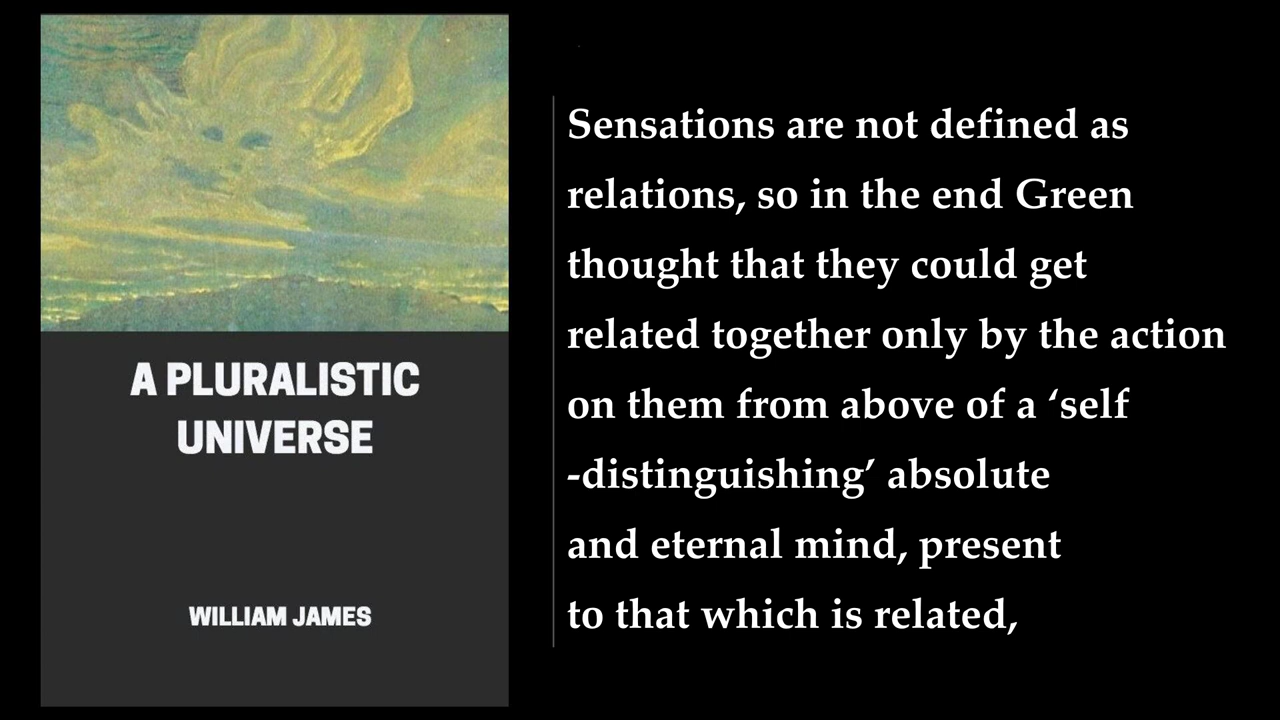 A PLURALISTIC
UNIVERSE
WILLIAM JAMES
Sensations are not defined as
relations, so in the end Green
thought that they could get
related together only by the action
on them from above of a ‘self
-distinguishing’ absolute
and eternal mind, present
to that which is related,